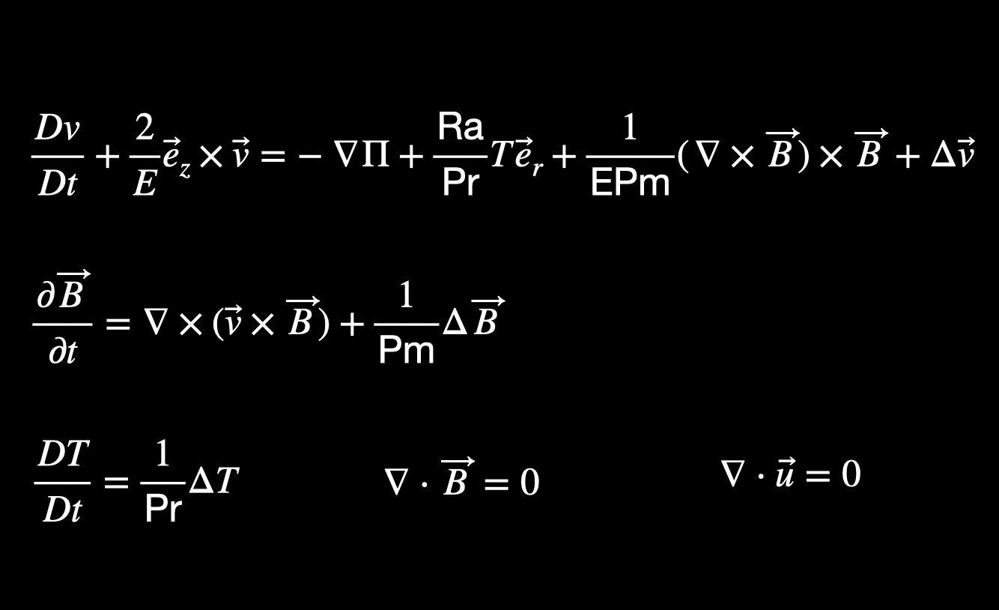 Dv/Dt + 2/E e⃗_z × v⃗ = − ∇Π + Ra/Pr T e⃗_r + 1/EPm (∇ × B⃗) × B⃗ + Δv⃗
∂B⃗/∂t = ∇ × (v⃗ × B⃗) + 1/Pm ΔB⃗
DT/Dt = 1/Pr ΔT ∇ · B⃗ = 0 ∇ · u⃗ = 0